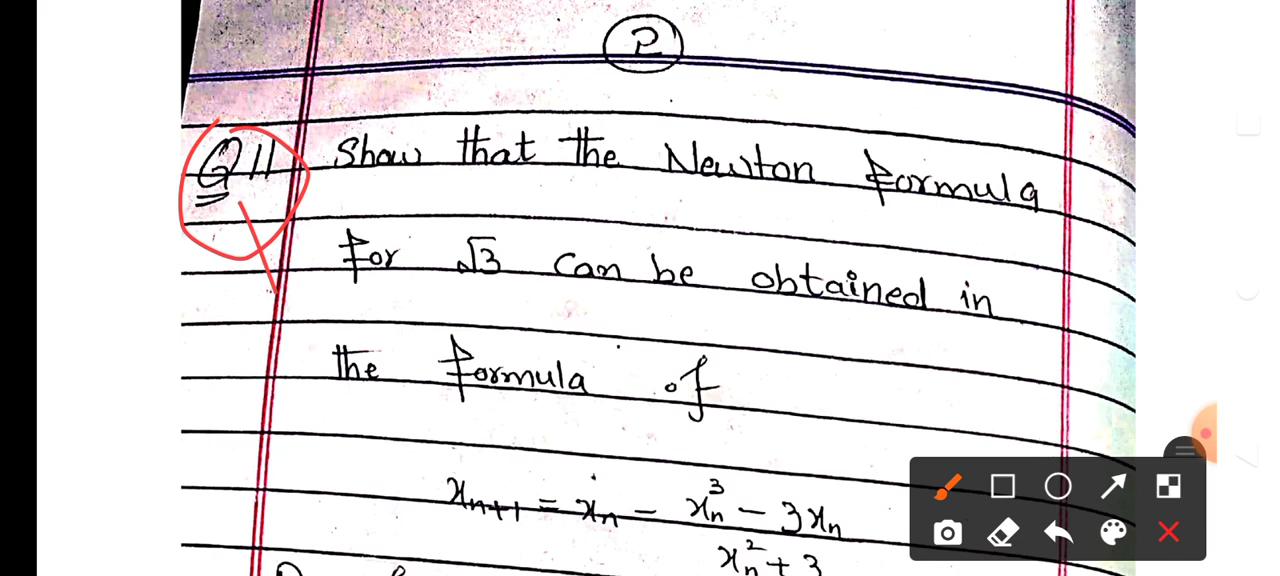 2
Q11 Show that the Newton formula
for √3 can be obtained in
the formula of
xₙ₊₁ = xₙ - xₙ³ - 3xₙ
xₙ² + 3